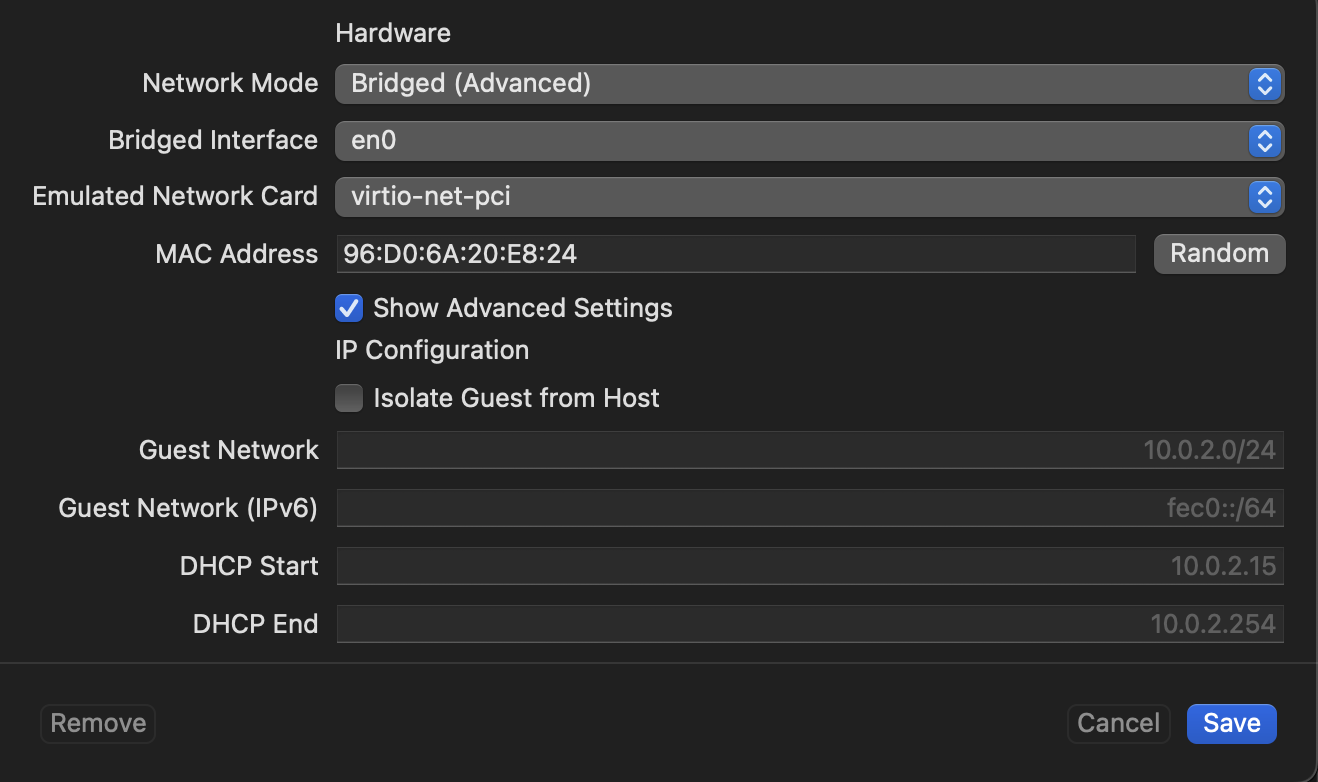 Hardware
Network Mode Bridged (Advanced)
Bridged Interface en0
Emulated Network Card virtio-net-pci
MAC Address 96:D0:6A:20:E8:24 Random
Show Advanced Settings
IP Configuration
Isolate Guest from Host
Guest Network 10.0.2.0/24
Guest Network (IPv6) fec0::/64
DHCP Start 10.0.2.15
DHCP End 10.0.2.254
Remove Cancel Save